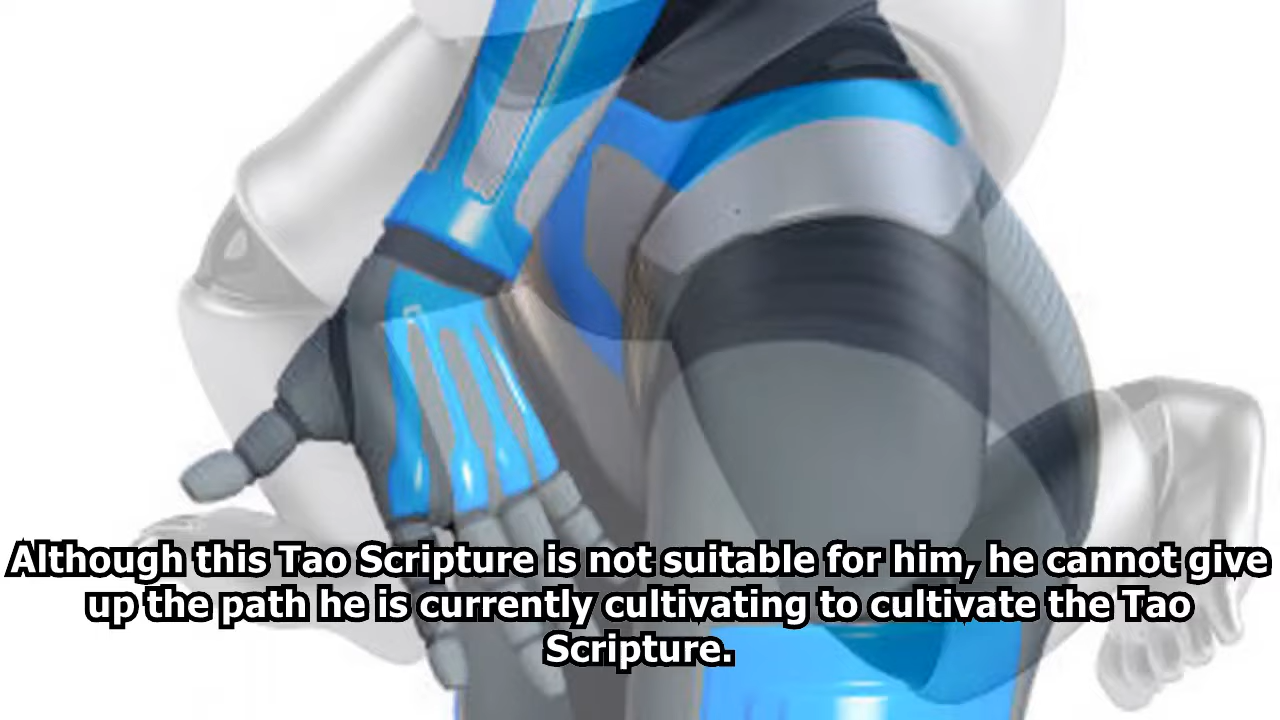 Although this Tao Scripture is not suitable for him, he cannot give
up the path he is currently cultivating to cultivate the Tao
Scripture.